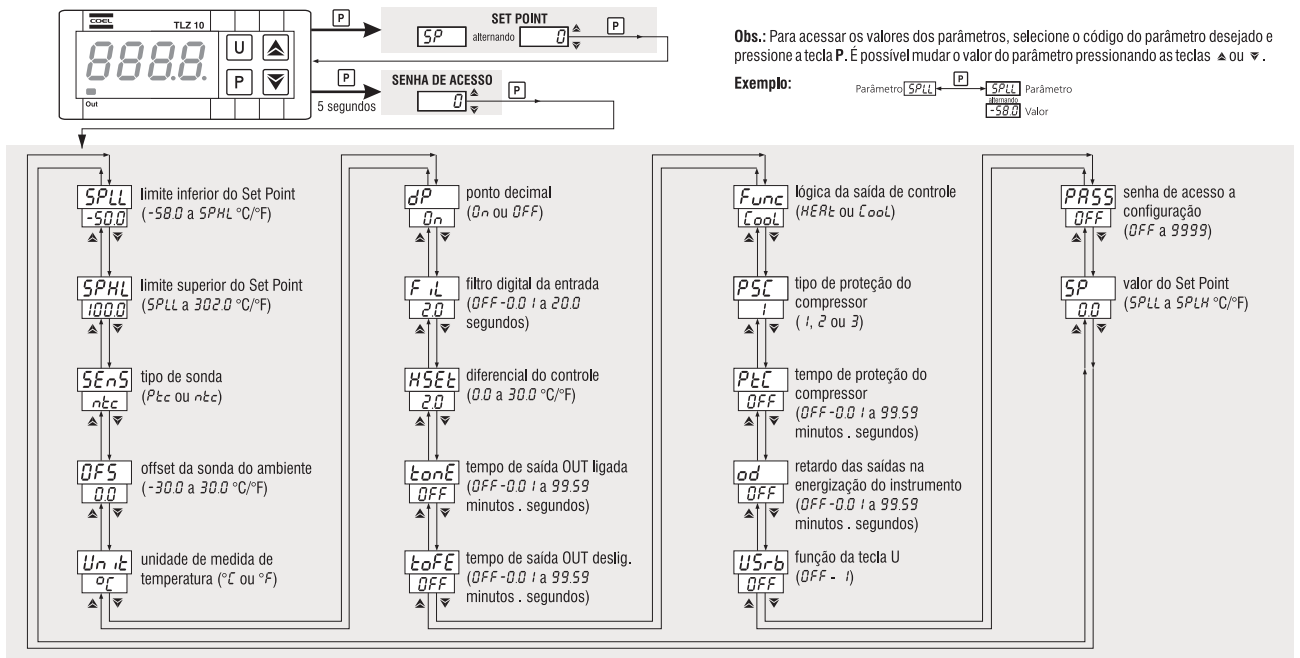 COEL
TLZ 10
888.8.
U
P
Out
P
SET POINT
SP alternando 0
P
P
5 segundos
SENHA DE ACESSO
0
P
Obs.: Para acessar os valores dos parâmetros, selecione o código do parâmetro desejado e
pressione a tecla P. É possível mudar o valor do parâmetro pressionando as teclas ou .
Exemplo:
Parâmetro SPLL P SPLL Parâmetro
alternando
-58.0 Valor
SPLL
-50.0
limite inferior do Set Point
(-58.0 a SPHL °C/°F)
SPHL
100.0
limite superior do Set Point
(SPLL a 302.0 °C/°F)
SEnS
ntc
tipo de sonda
(Ptc ou ntc)
OFS
0.0
offset da sonda do ambiente
(-30.0 a 30.0 °C/°F)
Unit
°C
unidade de medida de
temperatura (°C ou °F)
dP
On
ponto decimal
(On ou OFF)
FiL
2.0
filtro digital da entrada
(OFF-0.01 a 20.0
segundos)
HSEt
2.0
diferencial do controle
(0.0 a 30.0 °C/°F)
tonE
OFF
tempo de saída OUT ligada
(OFF-0.01 a 99.59
minutos . segundos)
toFE
OFF
tempo de saída OUT deslig.
(OFF-0.01 a 99.59
minutos . segundos)
Func
CooL
lógica da saída de controle
(HEAt ou CooL)
PSC
1
tipo de proteção do
compressor
(1, 2 ou 3)
PtC
OFF
tempo de proteção do
compressor
(OFF-0.01 a 99.59
minutos . segundos)
od
OFF
retardo das saídas na
energização do instrumento
(OFF-0.01 a 99.59
minutos . segundos)
USrb
OFF
função da tecla U
(OFF - 1)
PASS
OFF
senha de acesso a
configuração
(OFF a 9999)
SP
0.0
valor do Set Point
(SPLL a SPLH °C/°F)